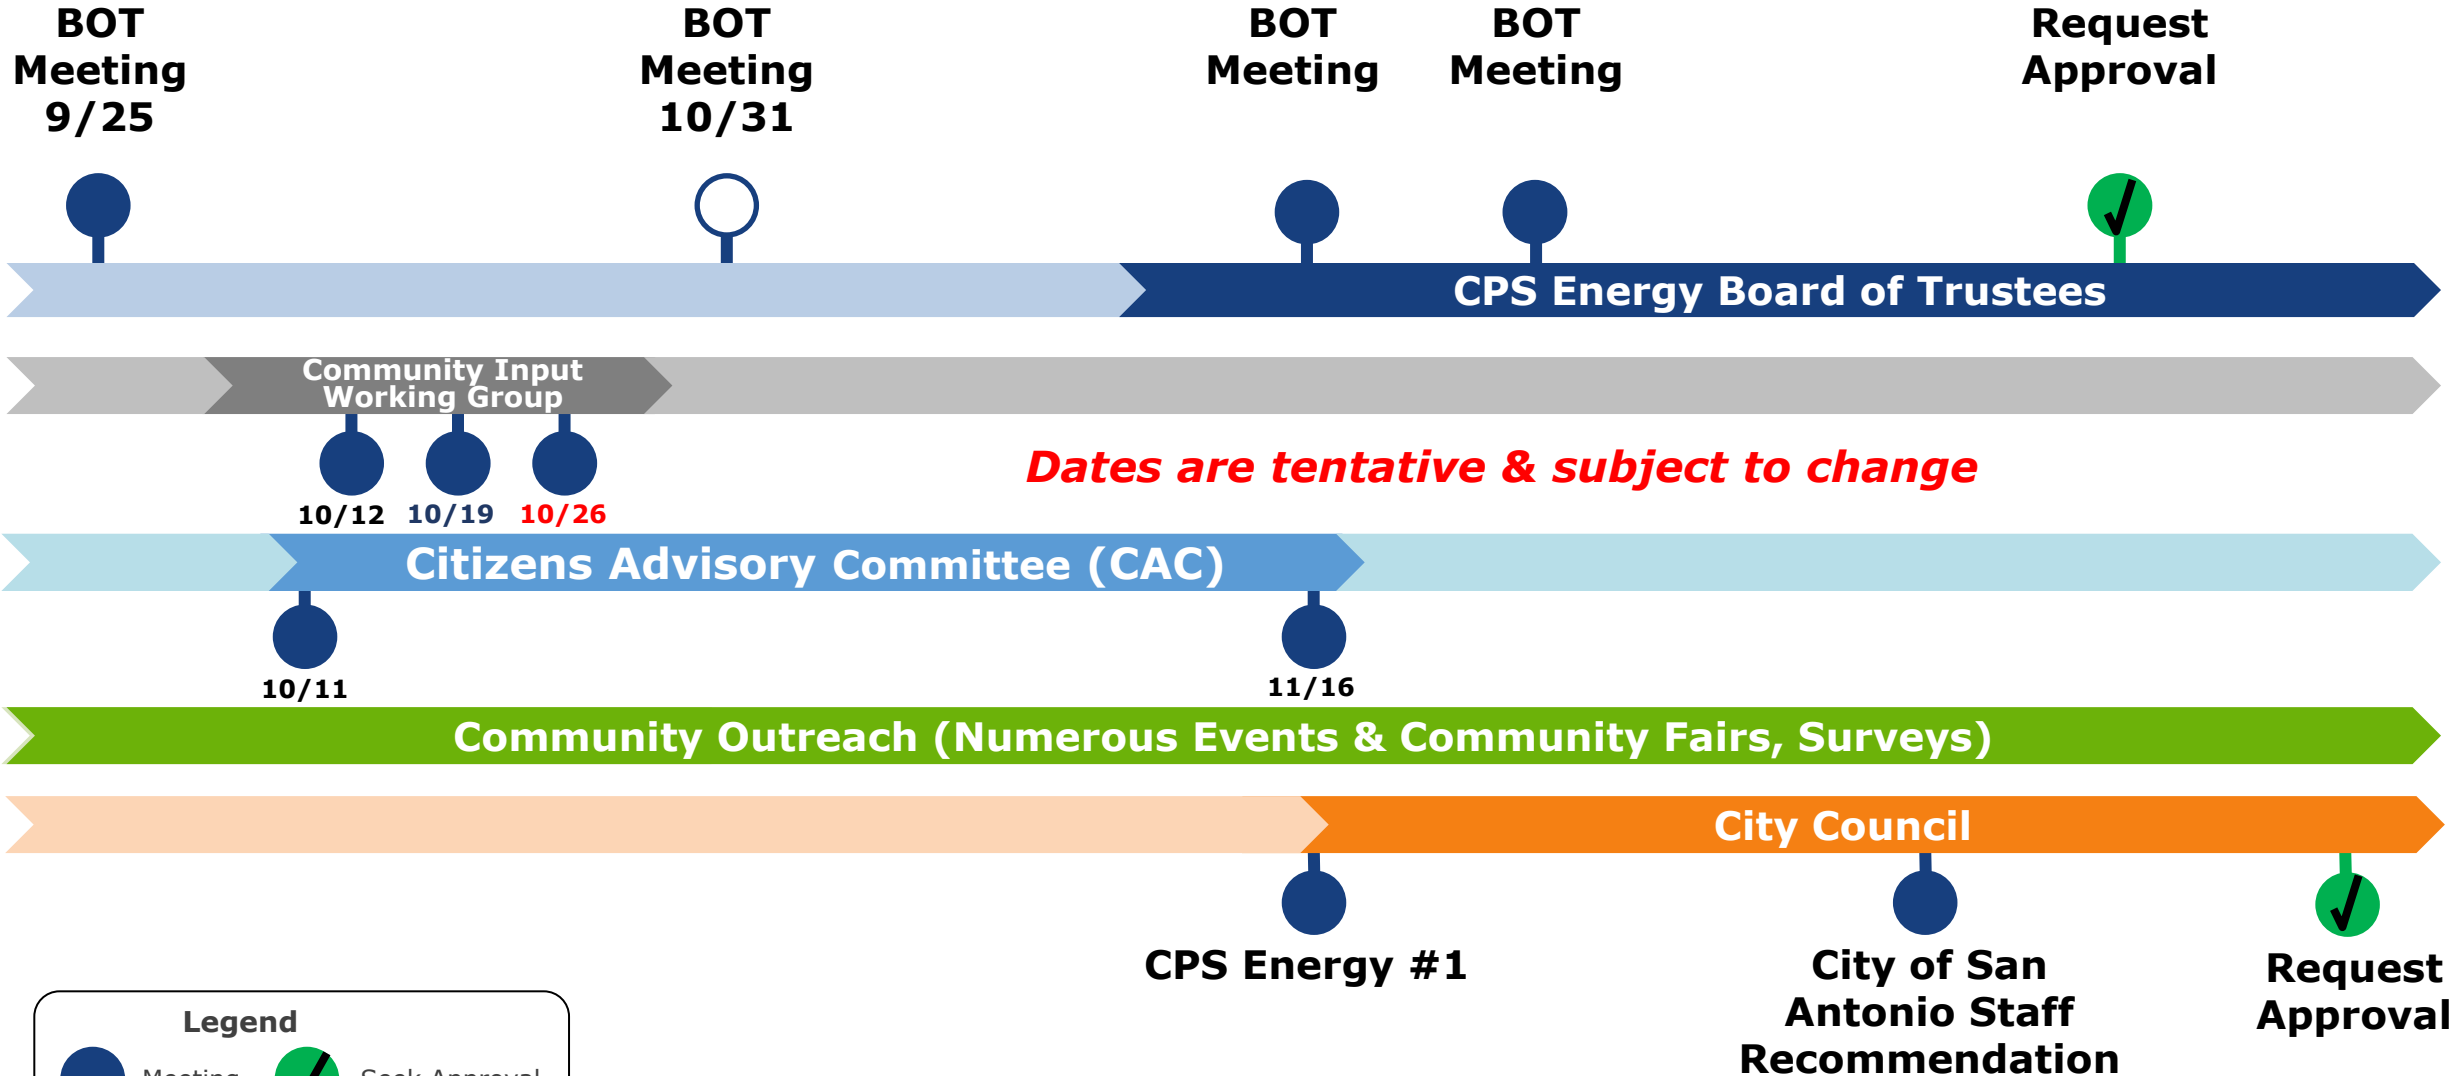 BOT
Meeting
9/25
BOT
Meeting
10/31
BOT
Meeting
BOT
Meeting
Request
Approval
CPS Energy Board of Trustees
Community Input
Working Group
10/12
10/19
10/26
Dates are tentative & subject to change
Citizens Advisory Committee (CAC)
10/11
11/16
Community Outreach (Numerous Events & Community Fairs, Surveys)
City Council
CPS Energy #1
City of San
Antonio Staff
Recommendation
Request
Approval
Legend
Meeting
Seek Approval